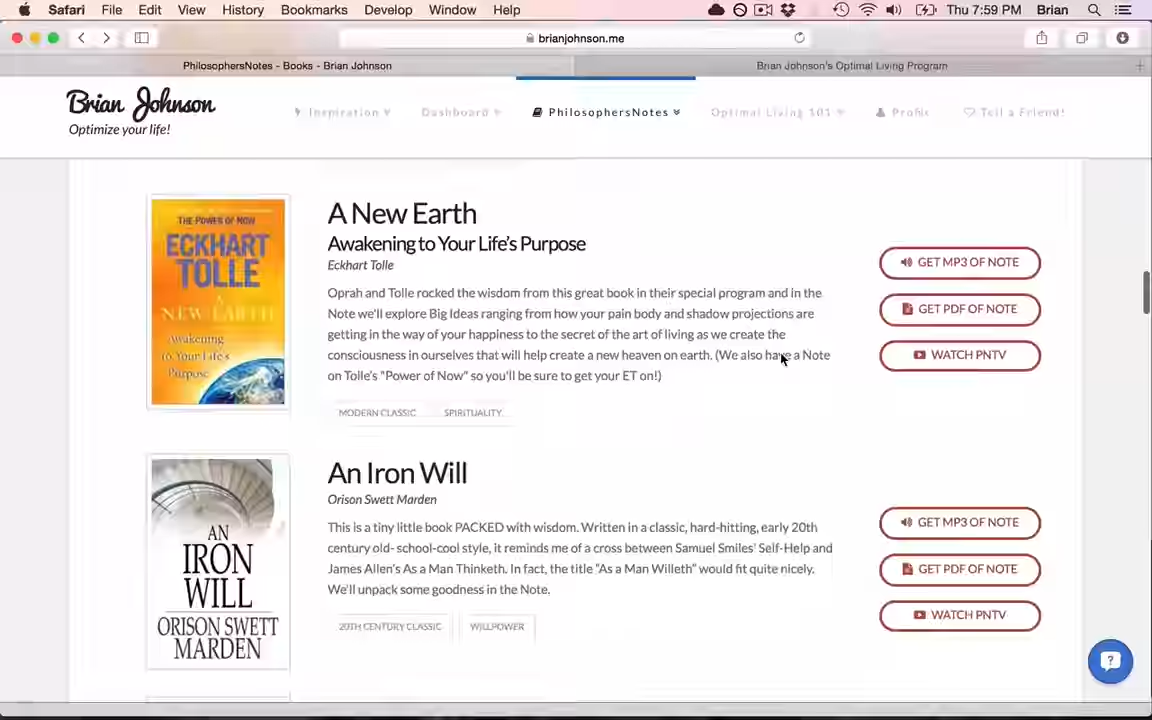 Safari File Edit View History Bookmarks Develop Window Help Thu 7:59 PM Brian
brianjohnson.me
PhilosophersNotes - Books - Brian Johnson Brian Johnson's Optimal Living Program
Brian Johnson
Optimize your life!
Inspiration Dashboard PhilosophersNotes Optimal Living 101 Profile Tell a Friend!
THE POWER OF NOW
ECKHART
TOLLE
A
NEW EARTH
Awakening
to Your Life's
Purpose
A New Earth
Awakening to Your Life's Purpose
Eckhart Tolle
Oprah and Tolle rocked the wisdom from this great book in their special program and in the
Note we'll explore Big Ideas ranging from how your pain body and shadow projections are
getting in the way of your happiness to the secret of the art of living as we create the
consciousness in ourselves that will help create a new heaven on earth. (We also have a Note
on Tolle's "Power of Now" so you'll be sure to get your ET on!)
MODERN CLASSIC SPIRITUALITY
GET MP3 OF NOTE
GET PDF OF NOTE
WATCH PNTV
AN
IRON
WILL
ORISON SWETT
MARDEN
An Iron Will
Orison Swett Marden
This is a tiny little book PACKED with wisdom. Written in a classic, hard-hitting, early 20th
century old- school-cool style, it reminds me of a cross between Samuel Smiles' Self-Help and
James Allen's As a Man Thinketh. In fact, the title "As a Man Willeth" would fit quite nicely.
We'll unpack some goodness in the Note.
20TH CENTURY CLASSIC WILLPOWER
GET MP3 OF NOTE
GET PDF OF NOTE
WATCH PNTV